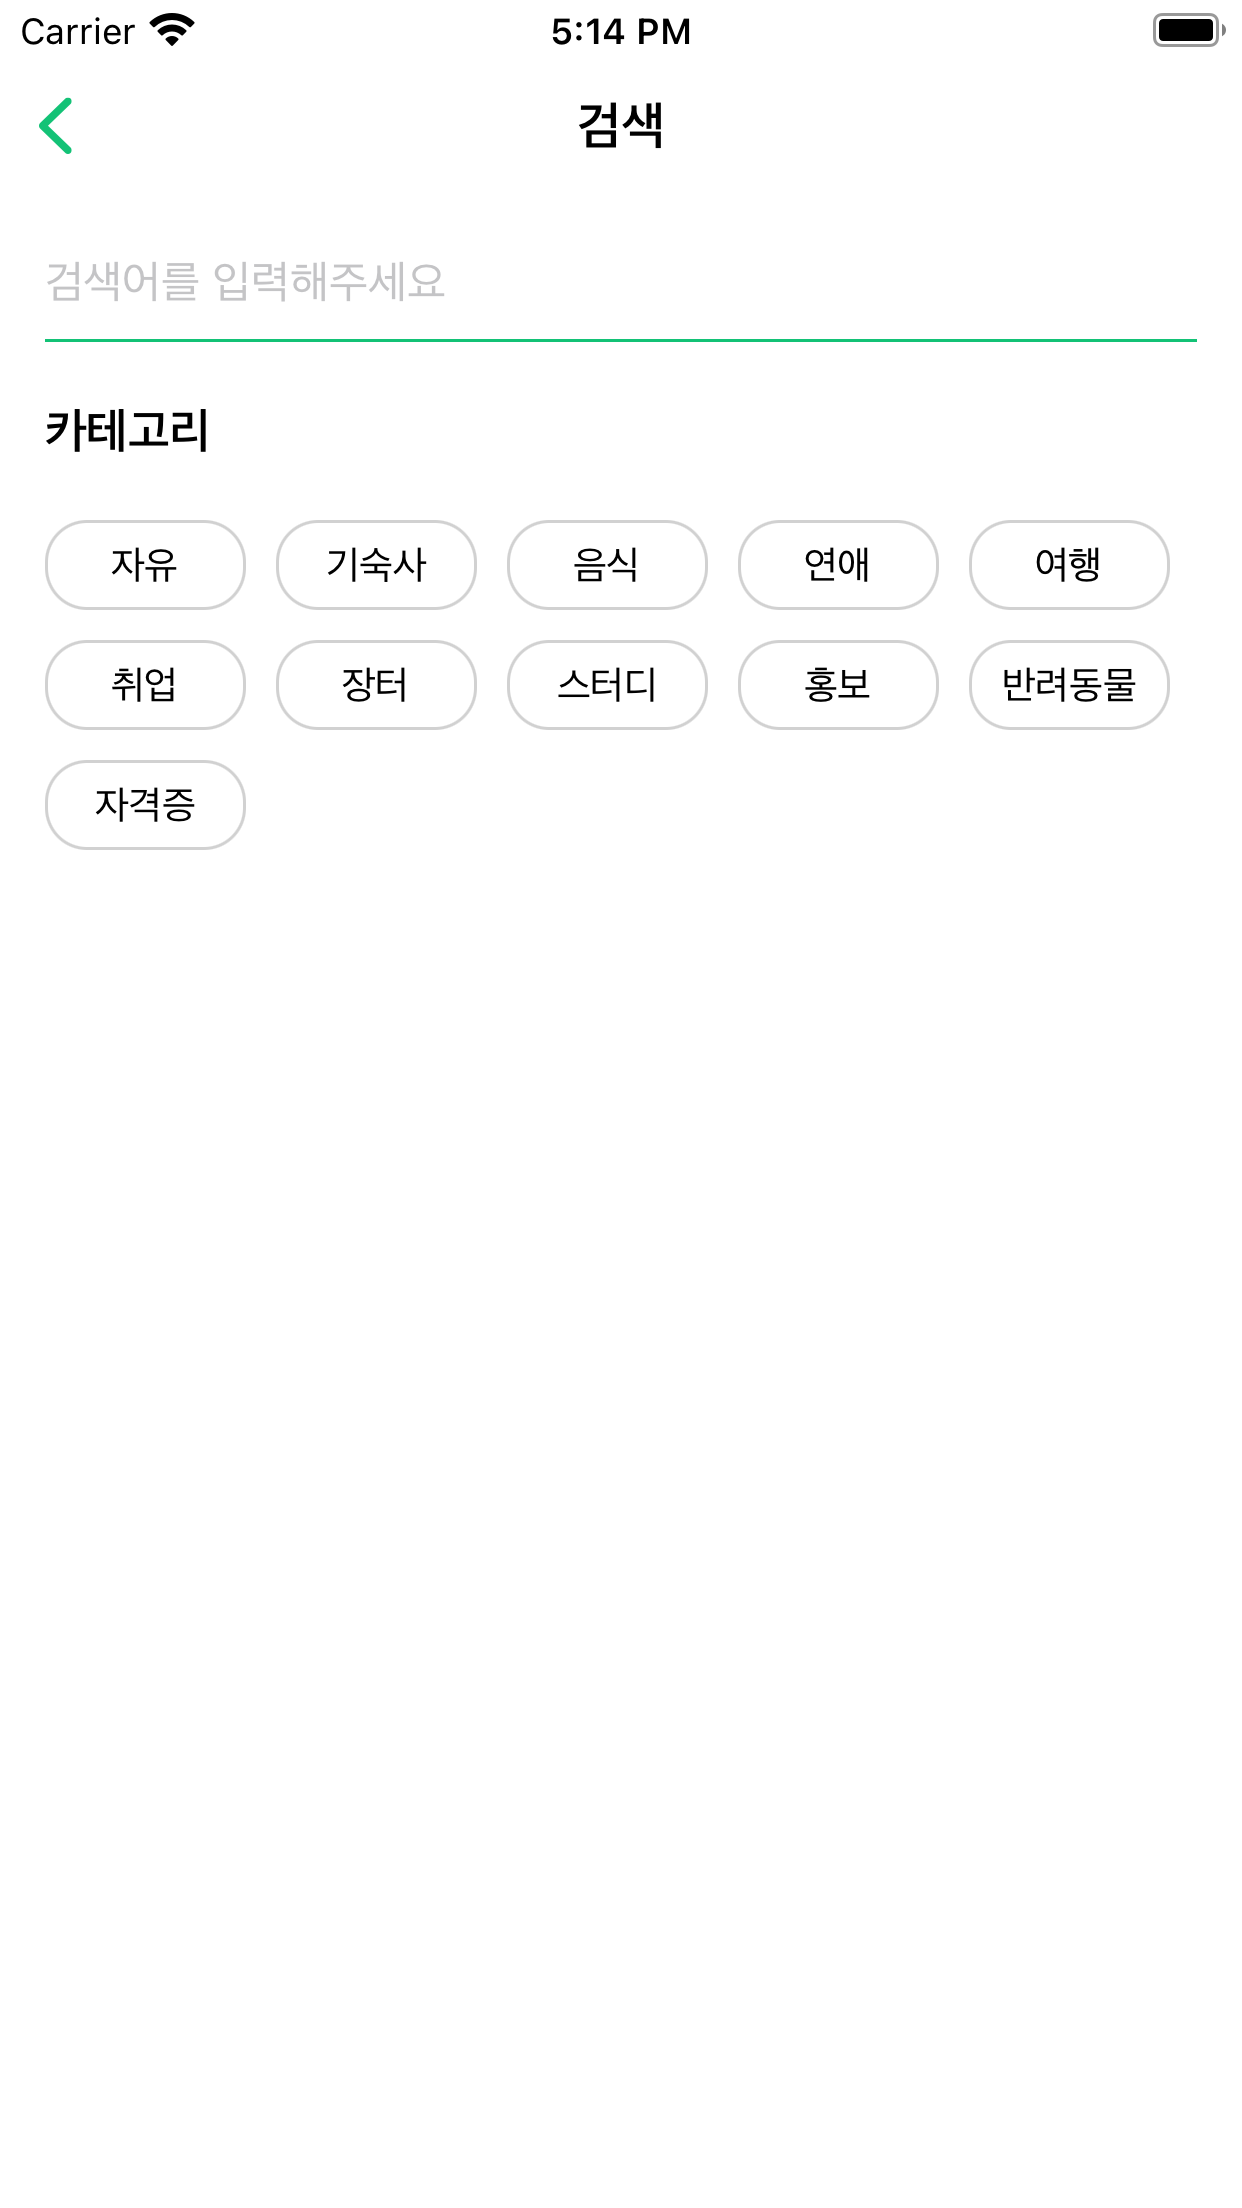 Carrier 5:14 PM
검색
검색어를 입력해주세요
카테고리
자유 기숙사 음식 연애 여행
취업 장터 스터디 홍보 반려동물
자격증